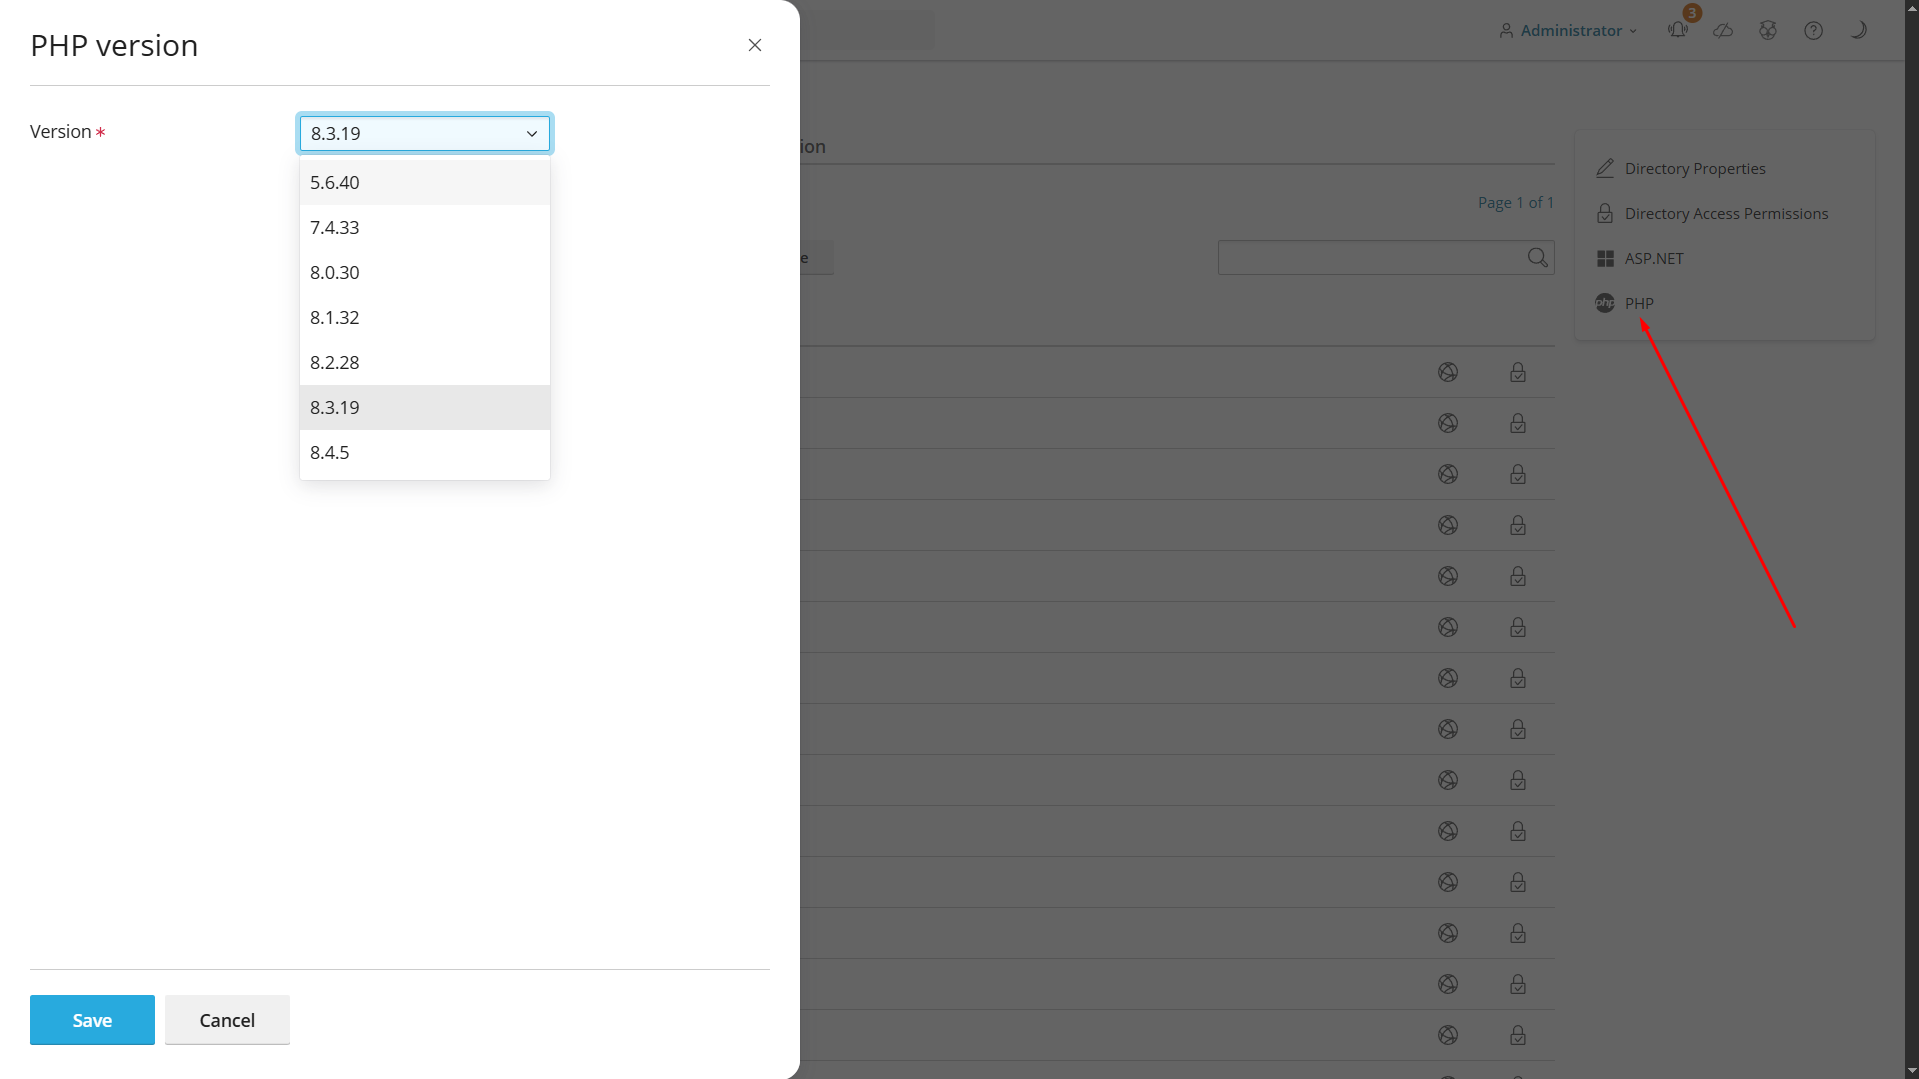 PHP version
Version *
8.3.19
5.6.40
7.4.33
8.0.30
8.1.32
8.2.28
8.3.19
8.4.5
Save
Cancel
Administrator
3
ion
Page 1 of 1
e
Directory Properties
Directory Access Permissions
ASP.NET
php PHP